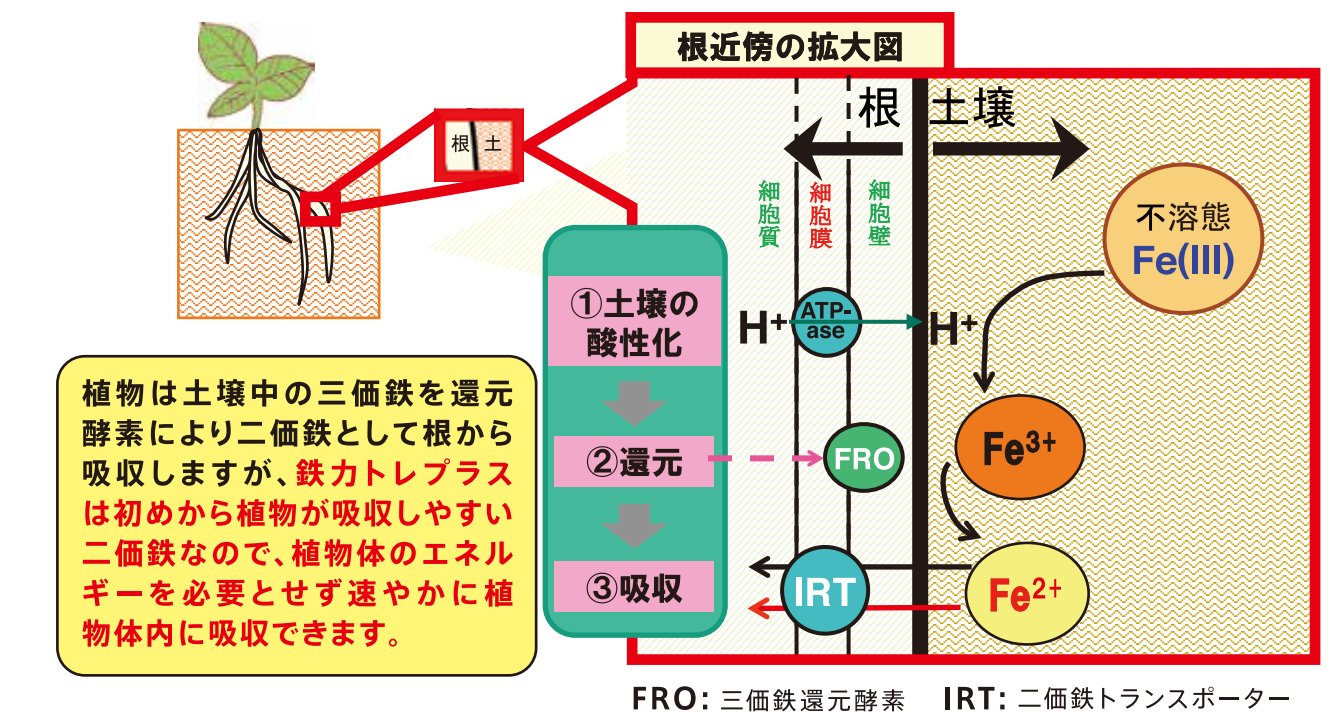 根近傍の拡大図
根 土
根 土壌
細胞質
細胞膜
細胞壁
不溶態
Fe(III)
①土壌の
酸性化
H+ ATP-
ase H+
②還元
FRO
Fe3+
③吸収
IRT
Fe2+
植物は土壌中の三価鉄を還元
酵素により二価鉄として根から
吸収しますが、鉄力トレプラス
は初めから植物が吸収しやすい
二価鉄なので、植物体のエネル
ギーを必要とせず速やかに植
物体内に吸収できます。
FRO: 三価鉄還元酵素 IRT: 二価鉄トランスポーター